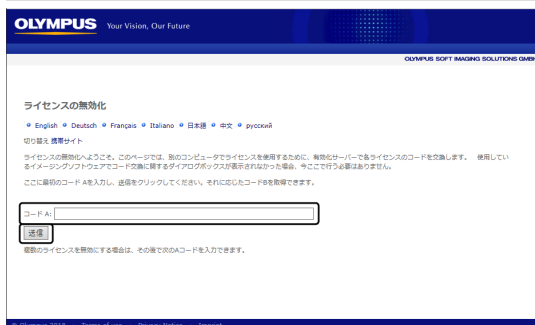 OLYMPUS Your Vision, Our Future
OLYMPUS SOFT IMAGING SOLUTIONS GMBH
ライセンスの無効化
English Deutsch Français Italiano 日本語 中文 русский
切り替え 携帯サイト
ライセンスの無効化へようこそ。このページでは、別のコンピュータでライセンスを使用するために、有効化サーバーで各ライセンスのコードを交換します。 使用してい
るイメージングソフトウェアでコード交換に関するダイアログボックスが表示されなかった場合、今ここで行う必要はありません。
ここに最初のコード Aを入力し、送信をクリックしてください。それに応じたコードBを取得できます。
コード A:
送信
複数のライセンスを無効にする場合は、その後で次のAコードを入力できます。
© Olympus 2018 Terms of use Privacy Notice Imprint